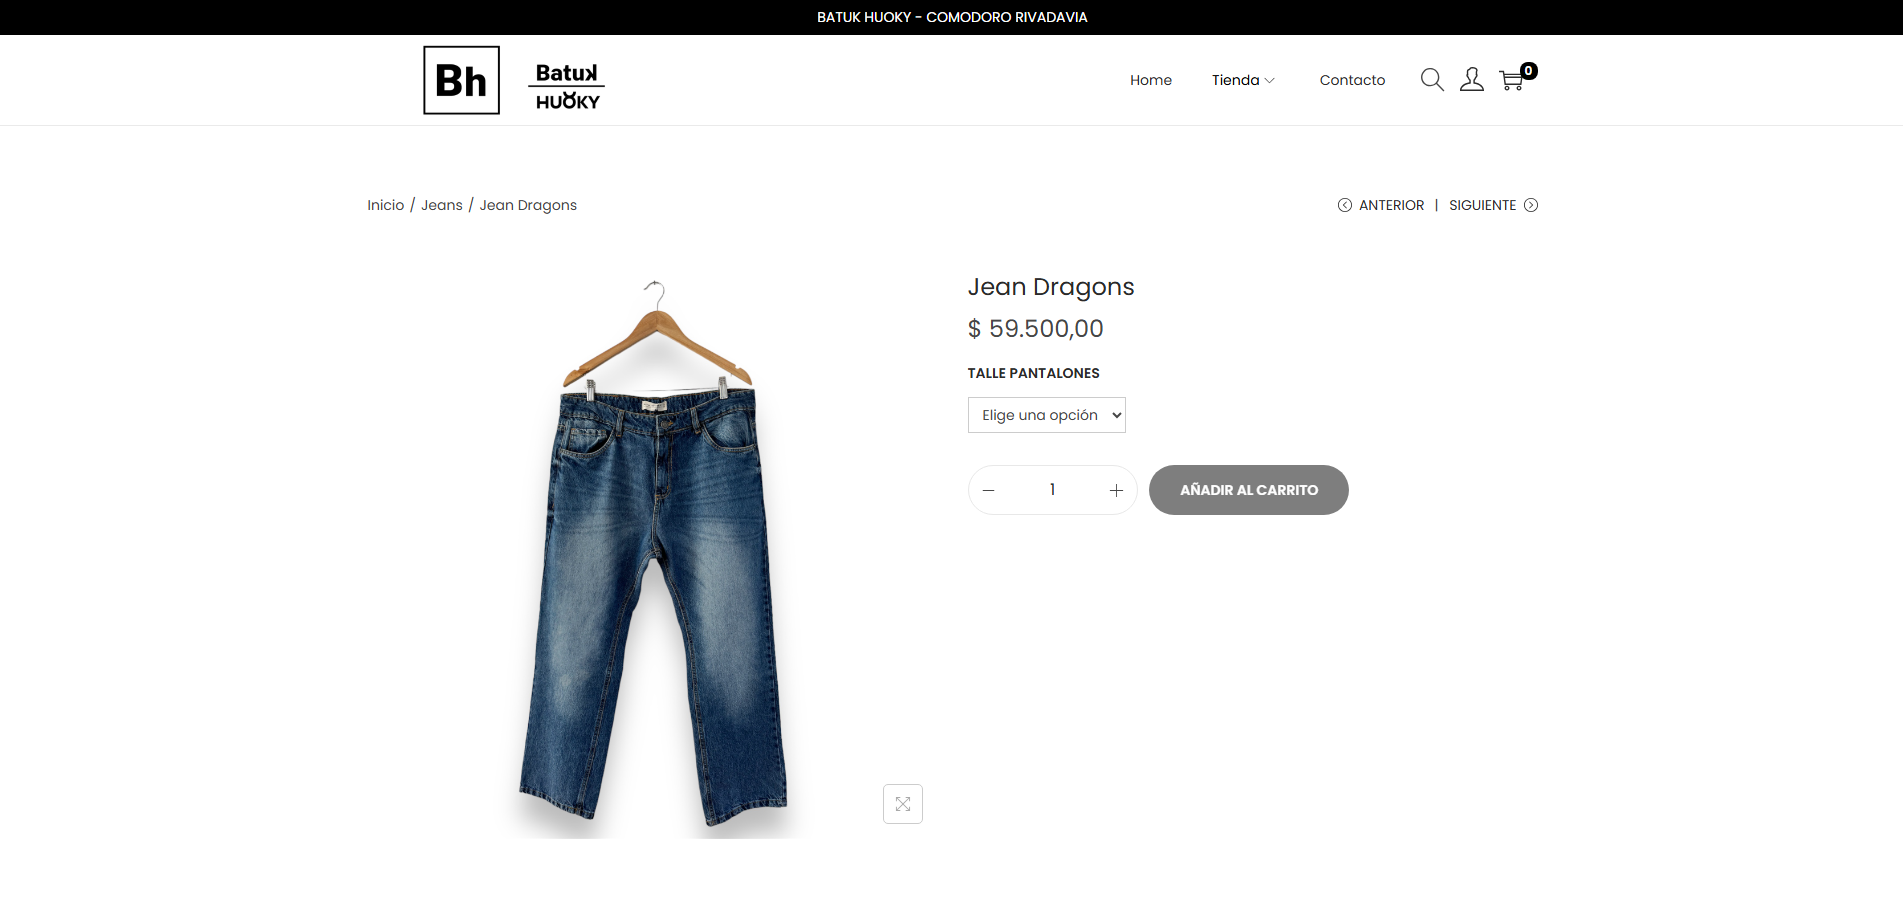 BATUK HUOKY - COMODORO RIVADAVIA
Bh
Batuk
HUOKY
Home
Tienda
Contacto
0
Inicio / Jeans / Jean Dragons
ANTERIOR | SIGUIENTE
Jean Dragons
$ 59.500,00
TALLE PANTALONES
Elige una opción
1
AÑADIR AL CARRITO